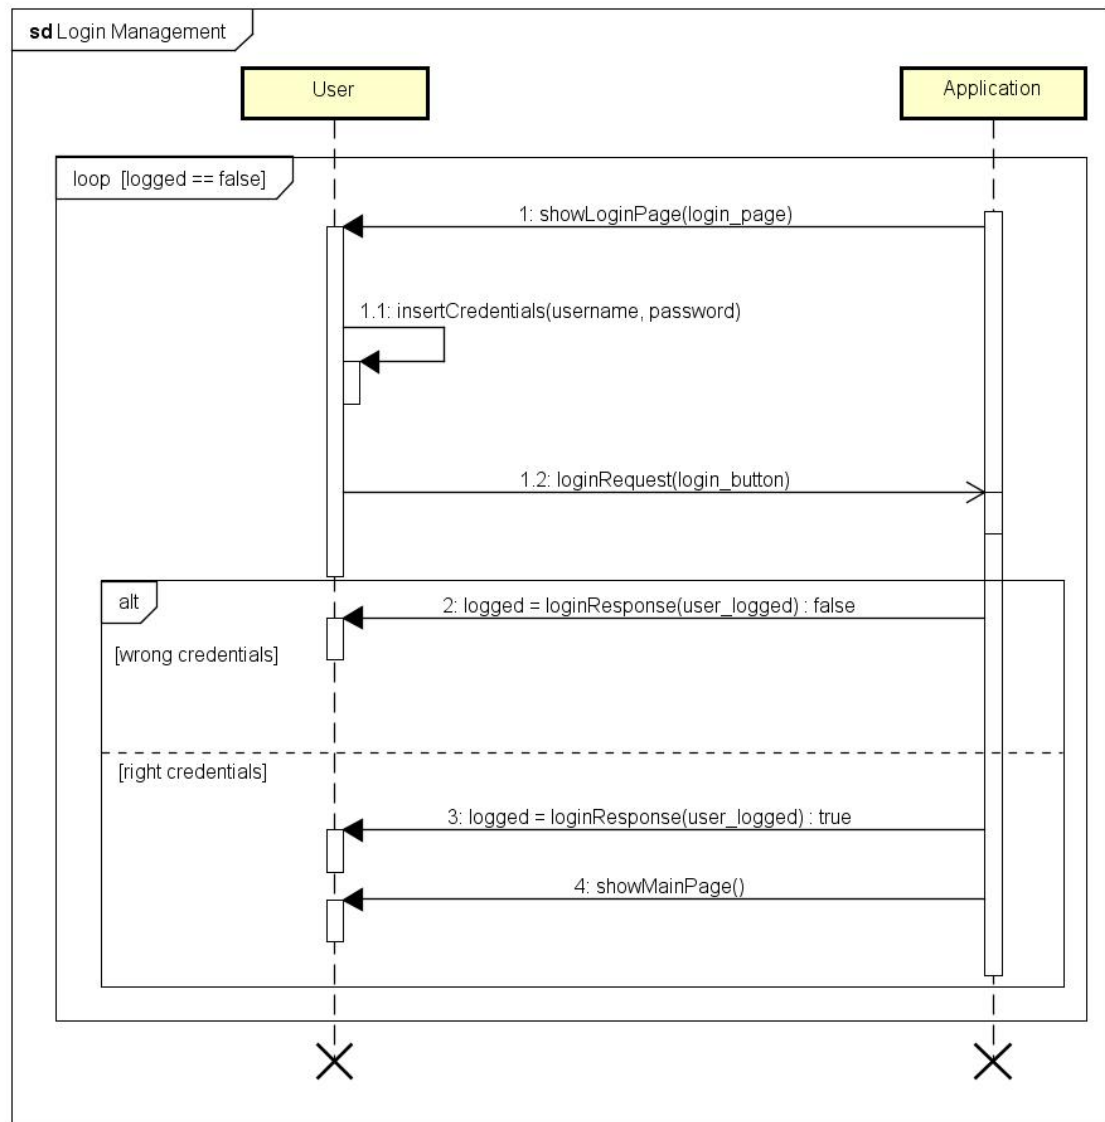 sd Login Management
User
Application
loop [logged == false]
1: showLoginPage(login_page)
1.1: insertCredentials(username, password)
1.2: loginRequest(login_button)
alt
2: logged = loginResponse(user_logged) : false
[wrong credentials]
[right credentials]
3: logged = loginResponse(user_logged) : true
4: showMainPage()